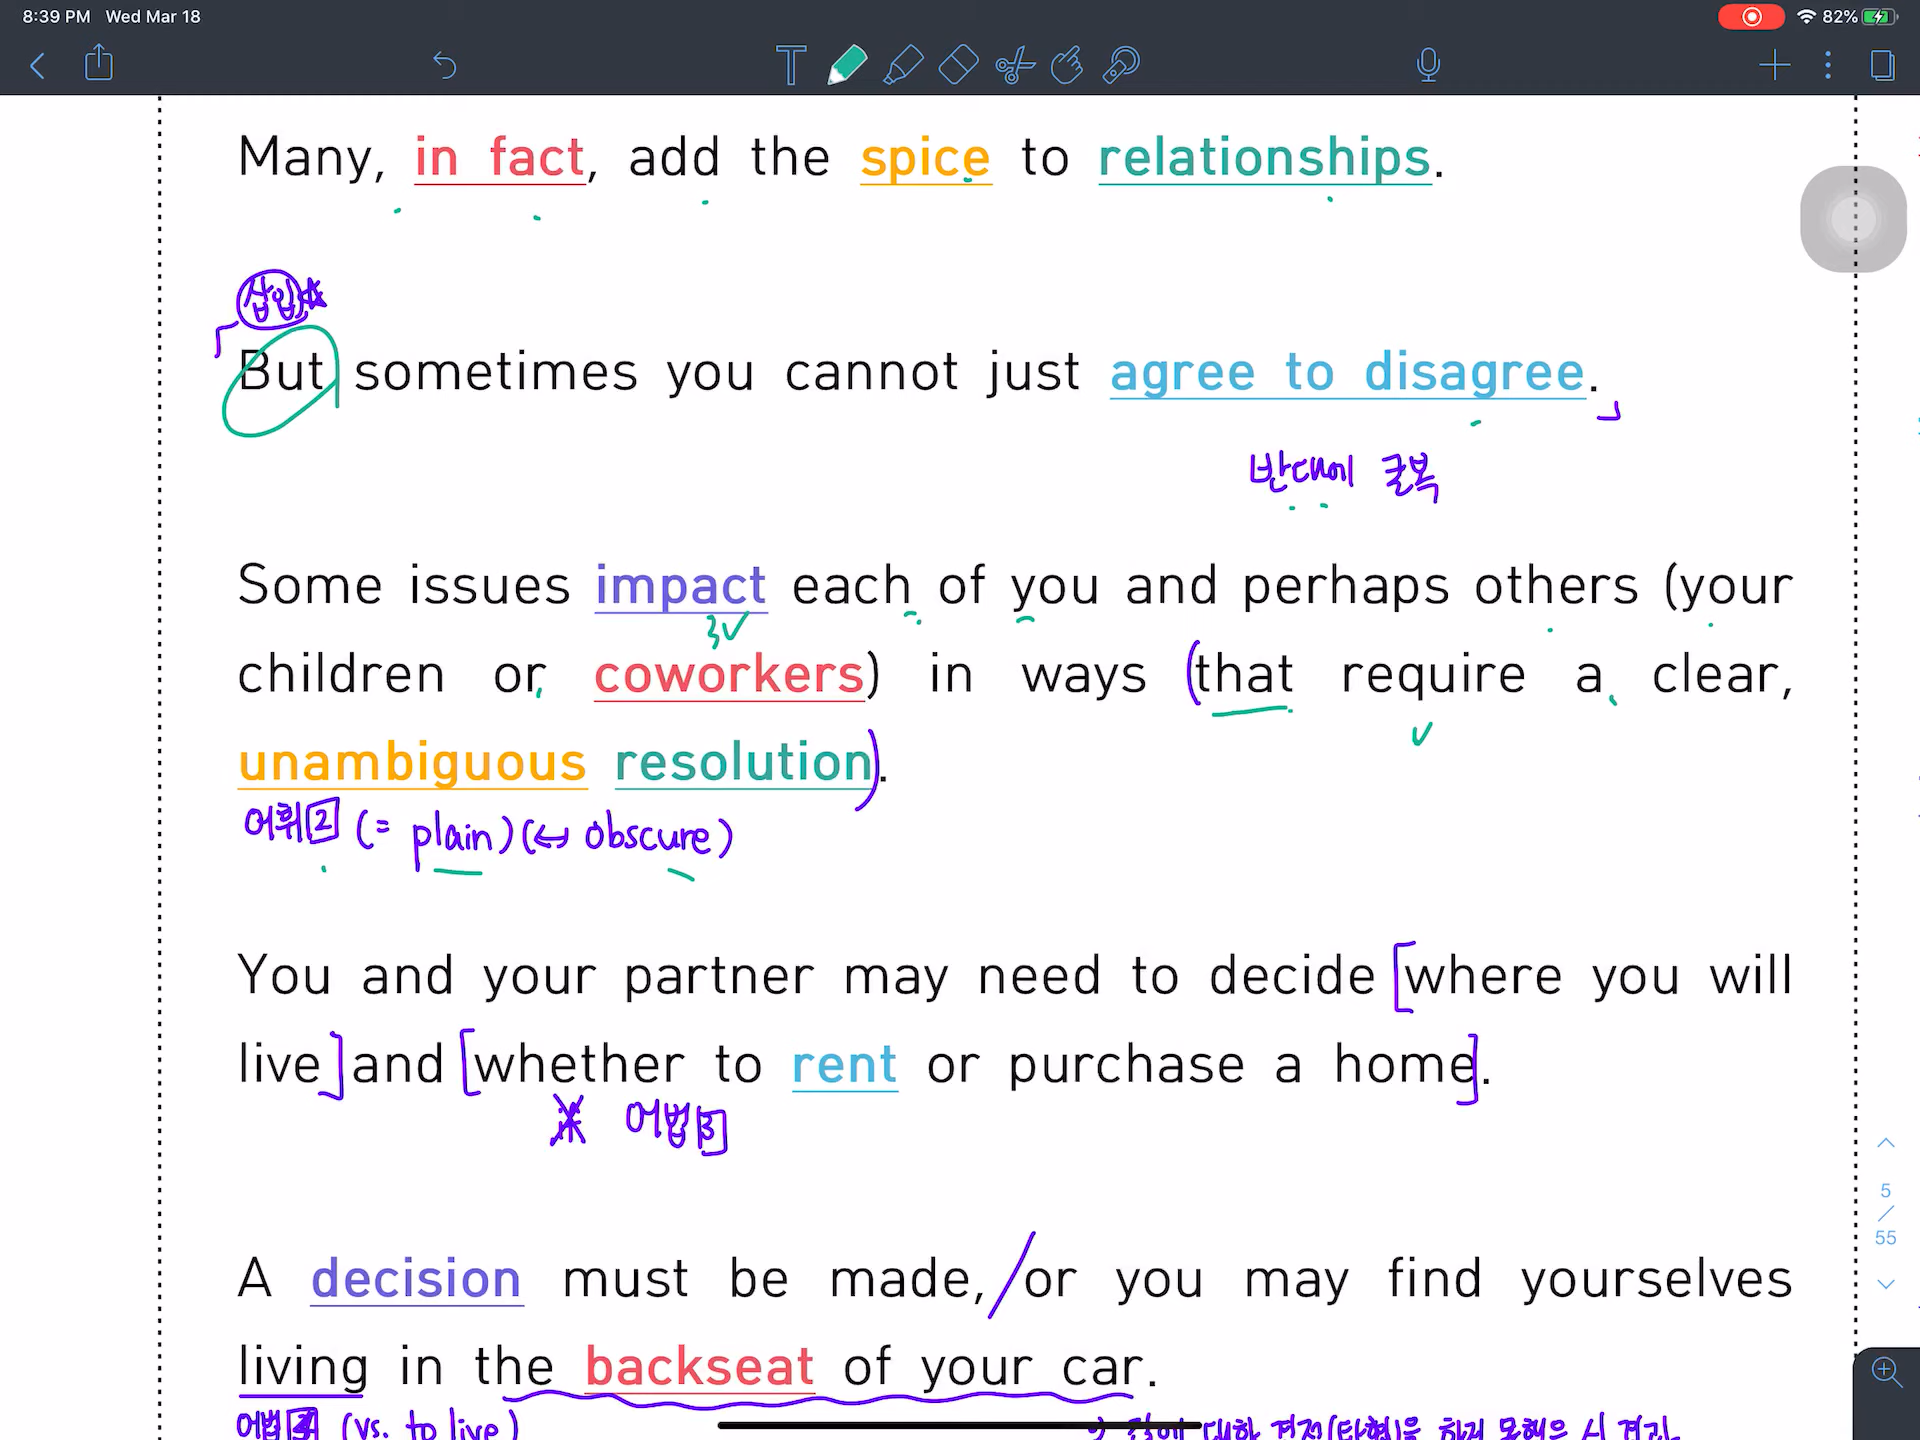 8:39 PM Wed Mar 18 82%
Many, in fact, add the spice to relationships.
삽입
But sometimes you cannot just agree to disagree.
반대에 굴복
Some issues impact each of you and perhaps others (your
children or coworkers) in ways (that require a clear,
unambiguous resolution).
어휘2 (= plain) (↔ obscure)
You and your partner may need to decide [where you will
live] and [whether to rent or purchase a home].
어법3
A decision must be made, / or you may find yourselves
living in the backseat of your car.
어법4 (vs. to live)
5
/
55